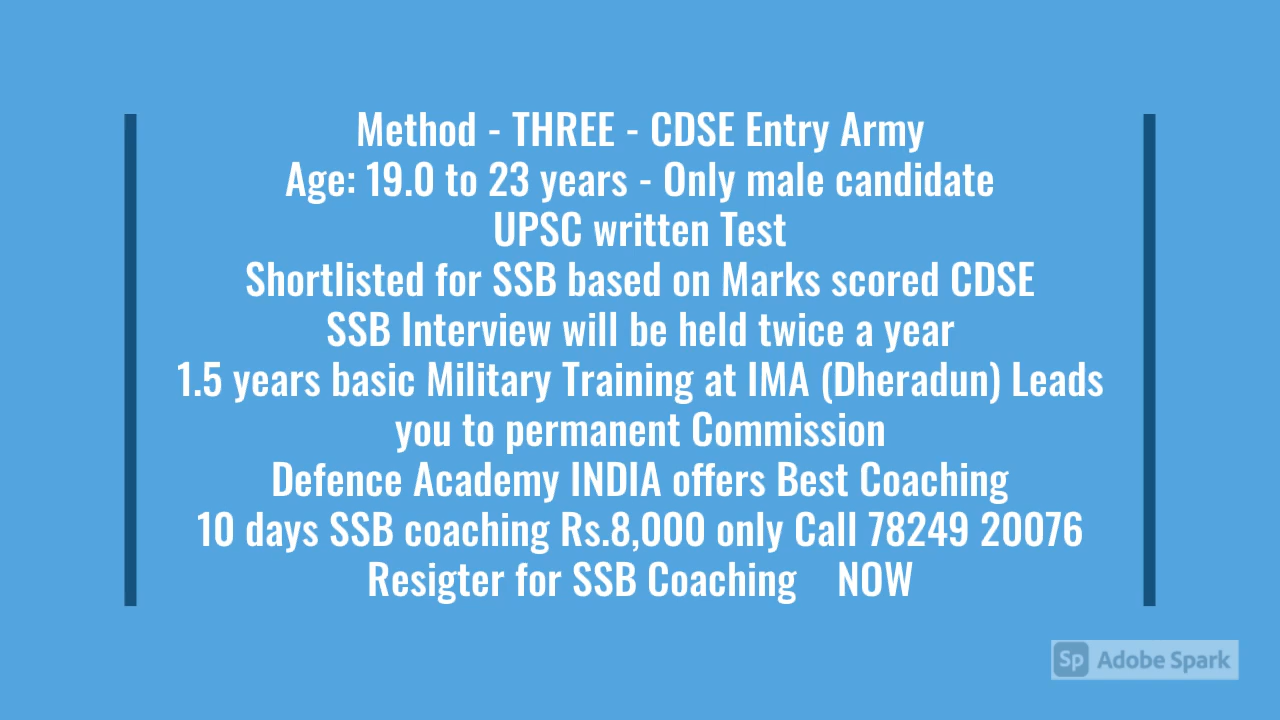 Method - THREE - CDSE Entry Army
Age: 19.0 to 23 years - Only male candidate
UPSC written Test
Shortlisted for SSB based on Marks scored CDSE
SSB Interview will be held twice a year
1.5 years basic Military Training at IMA (Dheradun) Leads
you to permanent Commission
Defence Academy INDIA offers Best Coaching
10 days SSB coaching Rs.8,000 only Call 78249 20076
Resigter for SSB Coaching    NOW
Sp Adobe Spark